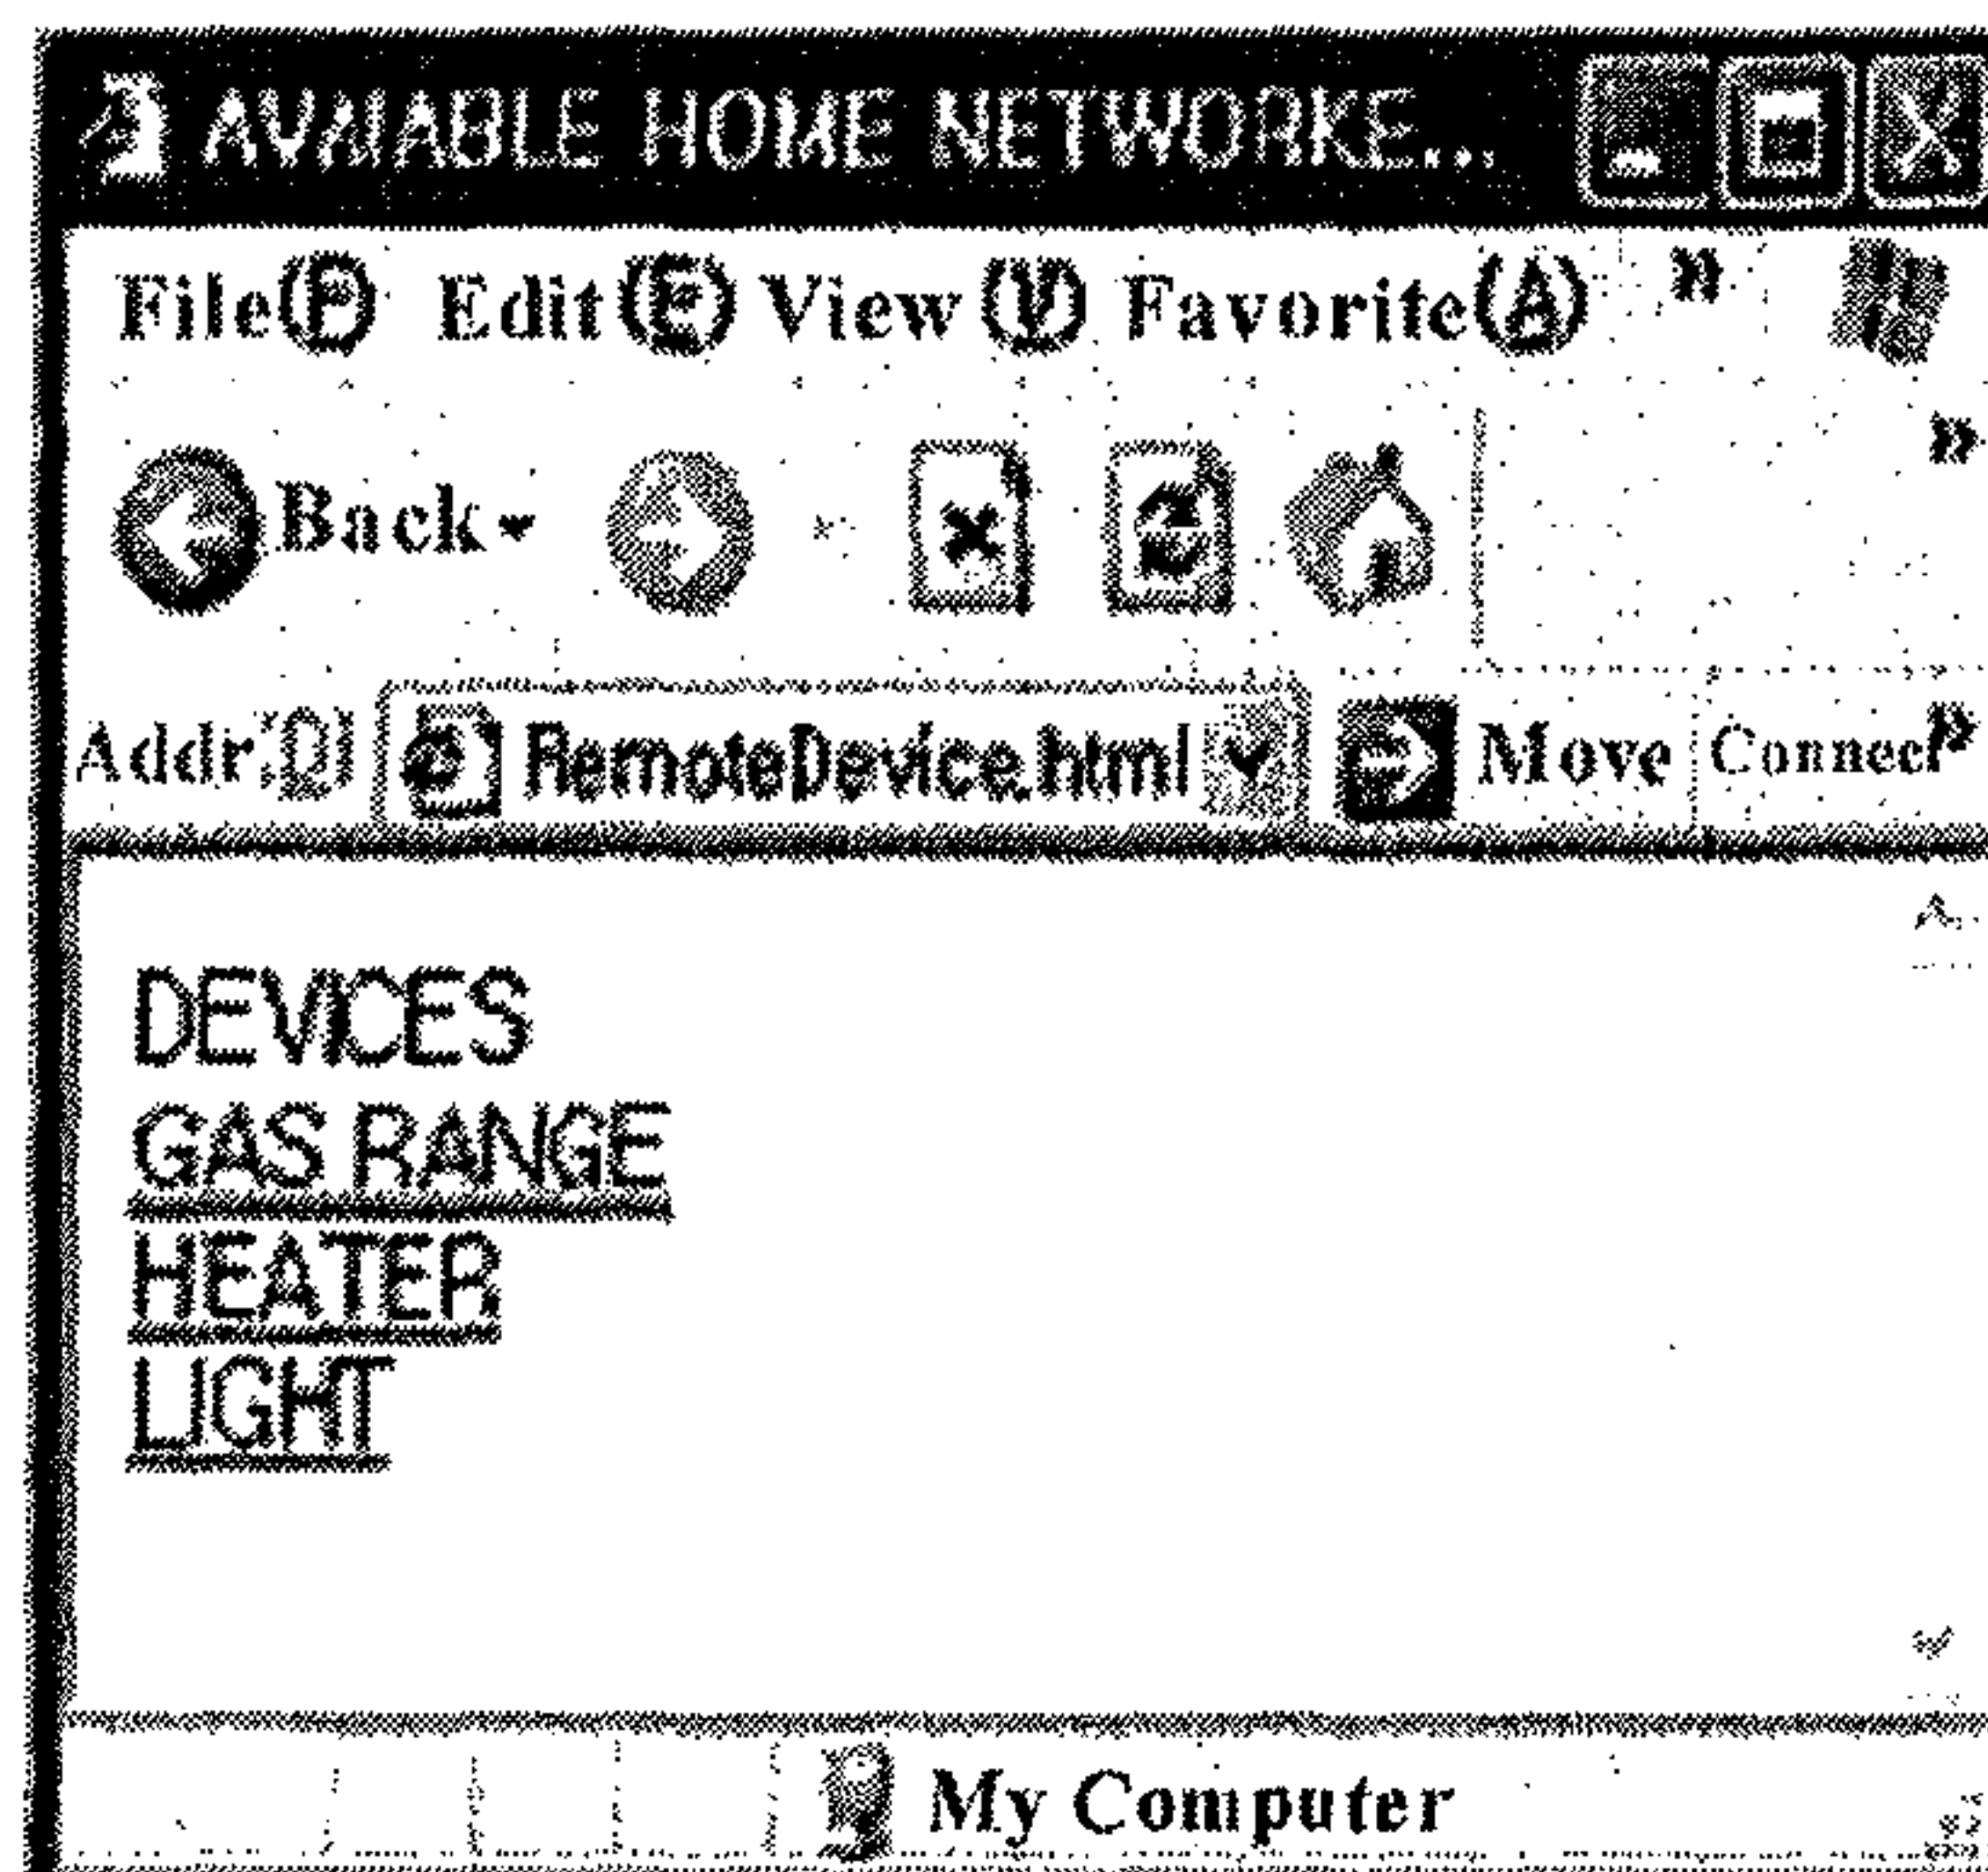 AVAIABLE HOME NETWORKE...
File(F) Edit(E) View (V) Favorite(A) »
Back »
Addr(D) RemoteDevice.html Move Connect »
DEVICES
GAS RANGE
HEATER
LIGHT
My Computer